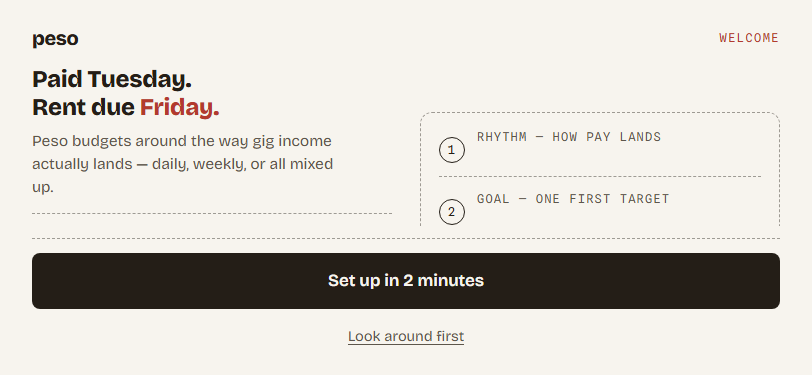 peso
WELCOME
Paid Tuesday.
Rent due Friday.
Peso budgets around the way gig income
actually lands — daily, weekly, or all mixed
up.
1
RHYTHM — HOW PAY LANDS
2
GOAL — ONE FIRST TARGET
Set up in 2 minutes
Look around first